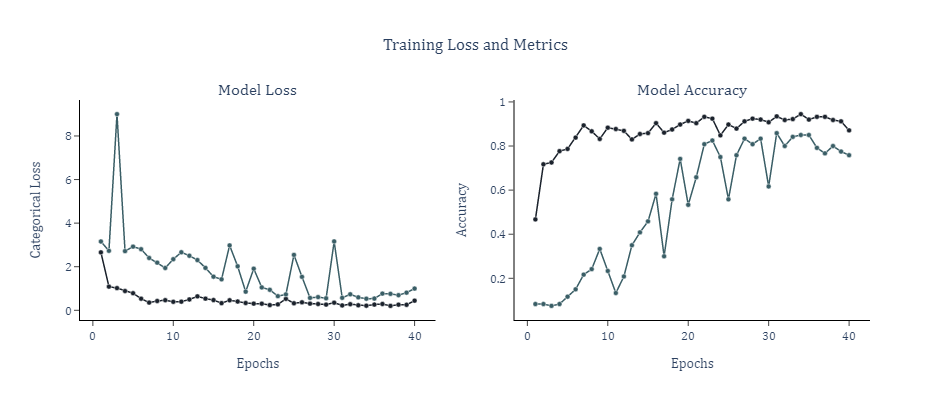 Training Loss and Metrics
Model Loss
Categorical Loss
8
6
4
2
0
0 10 20 30 40
Epochs
Model Accuracy
Accuracy
1
0.8
0.6
0.4
0.2
0 10 20 30 40
Epochs